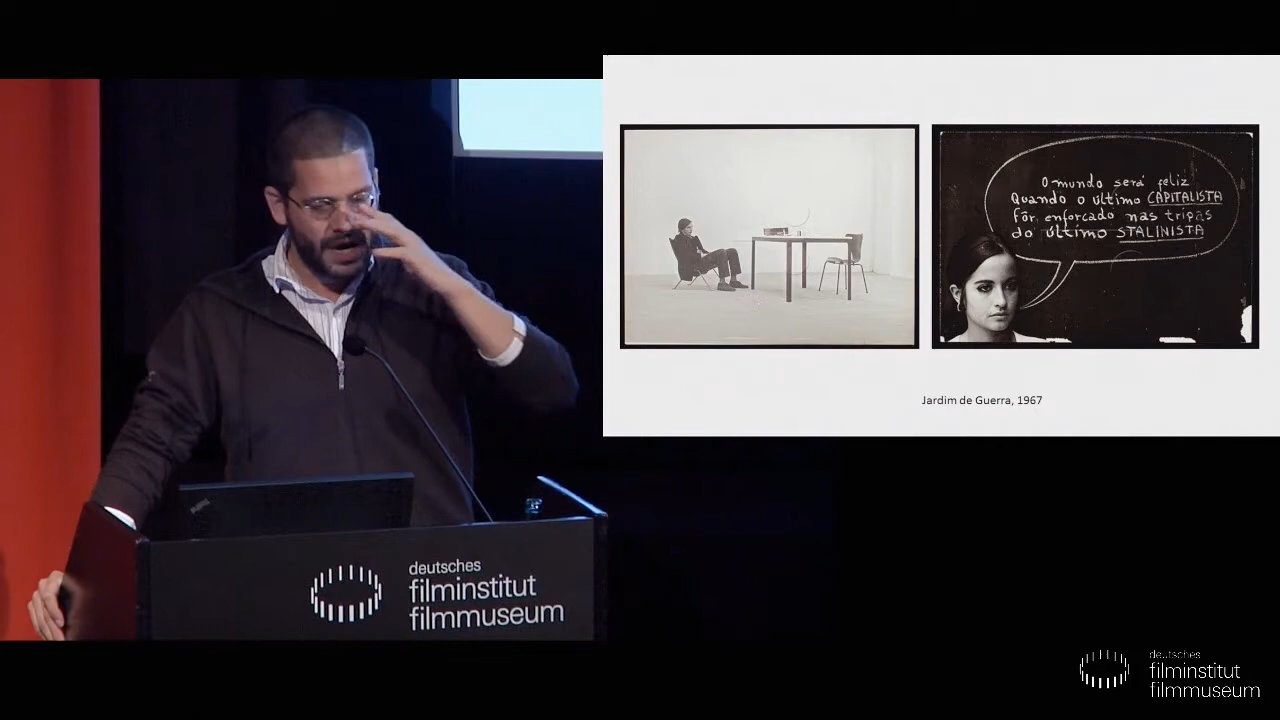 O mundo será feliz
Quando o último CAPITALISTA
fôr enforcado nas tripas
do último STALINISTA
Jardim de Guerra, 1967
deutsches
filminstitut
filmmuseum
deutsches
filminstitut
filmmuseum